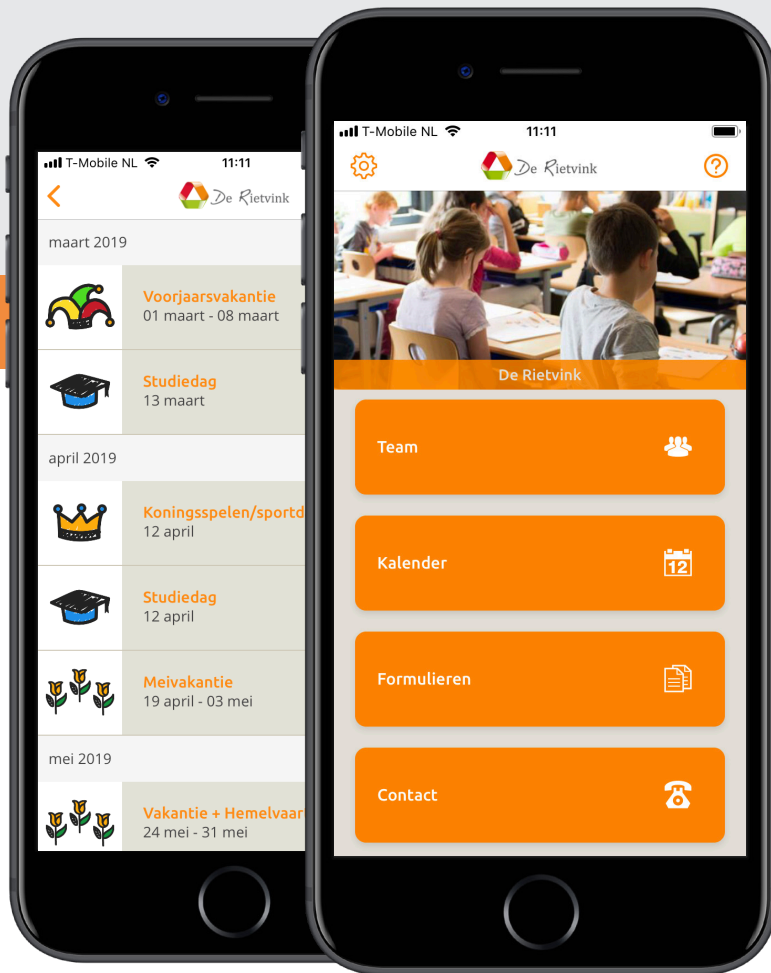 T-Mobile NL
11:11
De Rietvink
maart 2019
Voorjaarsvakantie
01 maart - 08 maart
Studiedag
13 maart
april 2019
Koningsspelen/sportd
12 april
Studiedag
12 april
Meivakantie
19 april - 03 mei
mei 2019
Vakantie + Hemelvaar
24 mei - 31 mei
T-Mobile NL
11:11
De Rietvink
De Rietvink
Team
Kalender
12
Formulieren
Contact